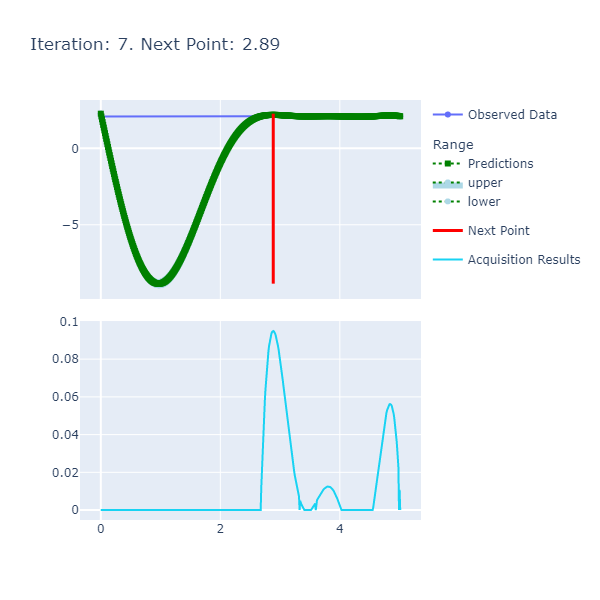 Iteration: 7. Next Point: 2.89
0
−5
Observed Data
Range
Predictions
upper
lower
Next Point
Acquisition Results
0.1
0.08
0.06
0.04
0.02
0
0
2
4